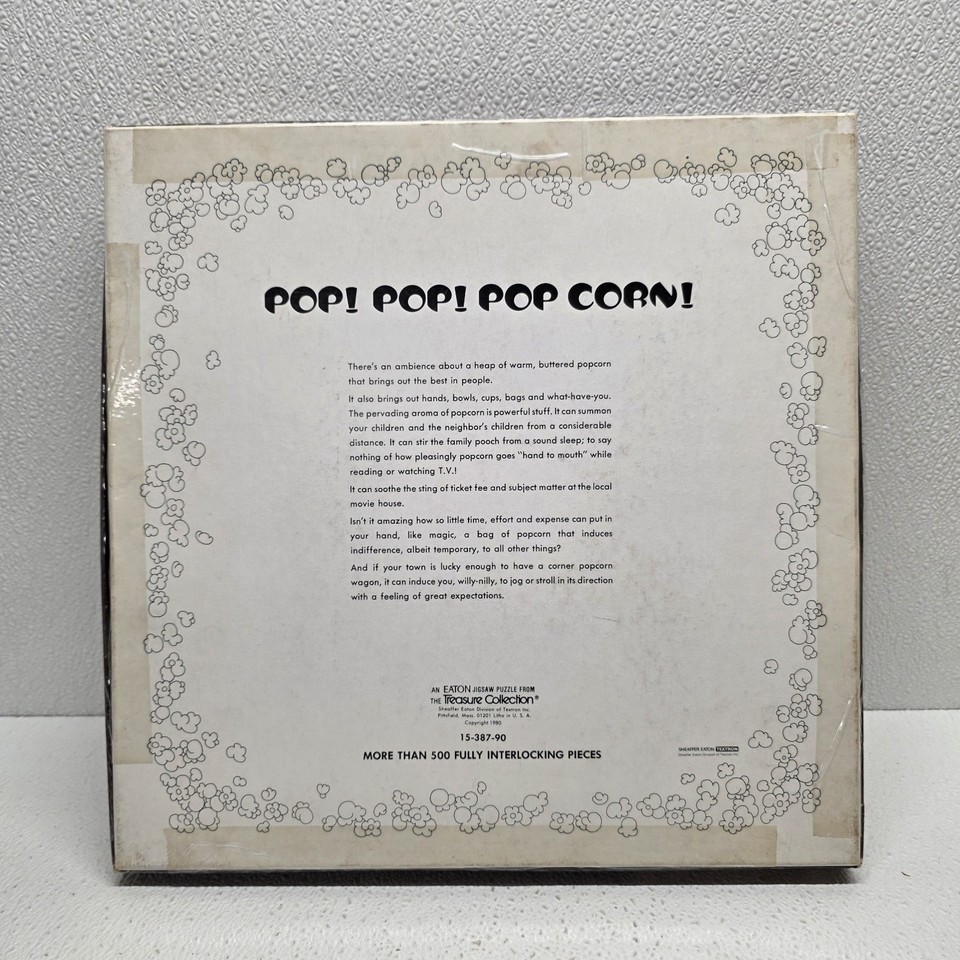 POP! POP! POP CORN!
There's an ambience about a heap of warm, buttered popcorn
that brings out the best in people.
It also brings out hands, bowls, cups, bags and what-have-you.
The pervading aroma of popcorn is powerful stuff. It can summon
your children and the neighbor's children from a considerable
distance. It can stir the family pooch from a sound sleep; to say
nothing of how pleasingly popcorn goes "hand to mouth" while
reading or watching T.V.!
It can soothe the sting of ticket fee and subject matter at the local
movie house.
Isn't it amazing how so little time, effort and expense can put in
your hand, like magic, a bag of popcorn that induces
indifference, albeit temporary, to all other things?
And if your town is lucky enough to have a corner popcorn
wagon, it can induce you, willy-nilly, to jog or stroll in its direction
with a feeling of great expectations.
AN EATON JIGSAW PUZZLE FROM
THE Treasure Collection®
Sheaffer Eaton Division of Textron Inc.
Pittsfield, Mass. 01201 Litho in U. S. A.
Copyright 1980
15-387-90
MORE THAN 500 FULLY INTERLOCKING PIECES
SHEAFFER EATON TEXTRON
Sheaffer Eaton Division of Textron Inc.